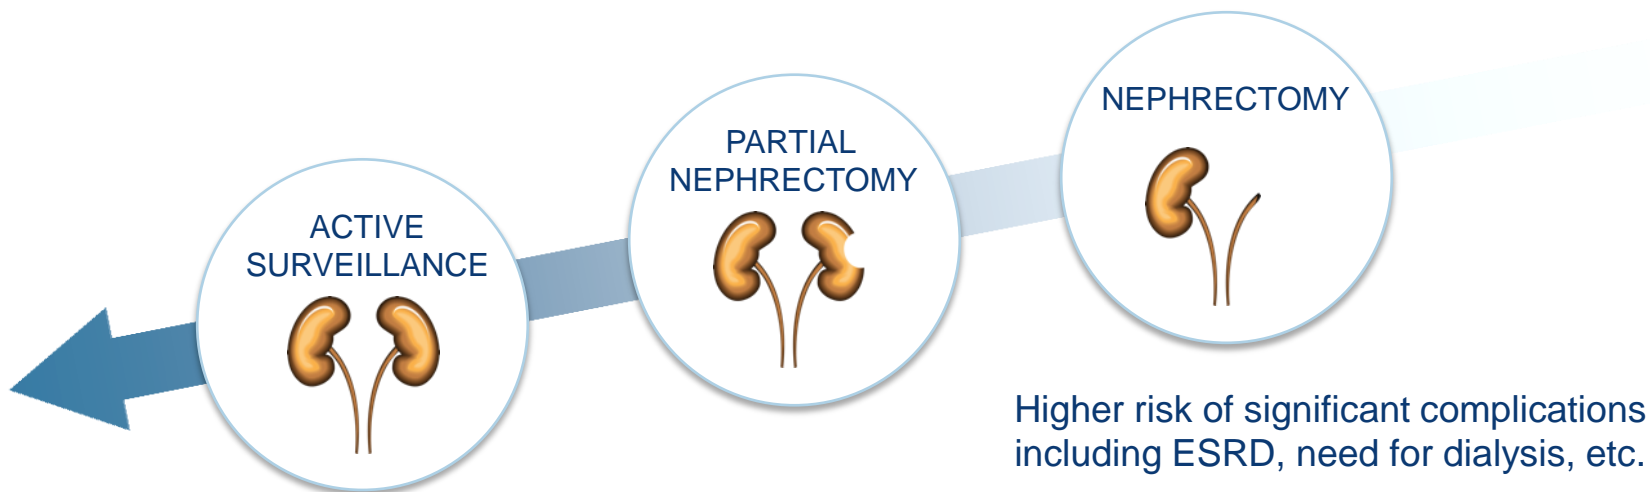 ACTIVE
SURVEILLANCE
PARTIAL
NEPHRECTOMY
NEPHRECTOMY
Higher risk of significant complications
including ESRD, need for dialysis, etc.